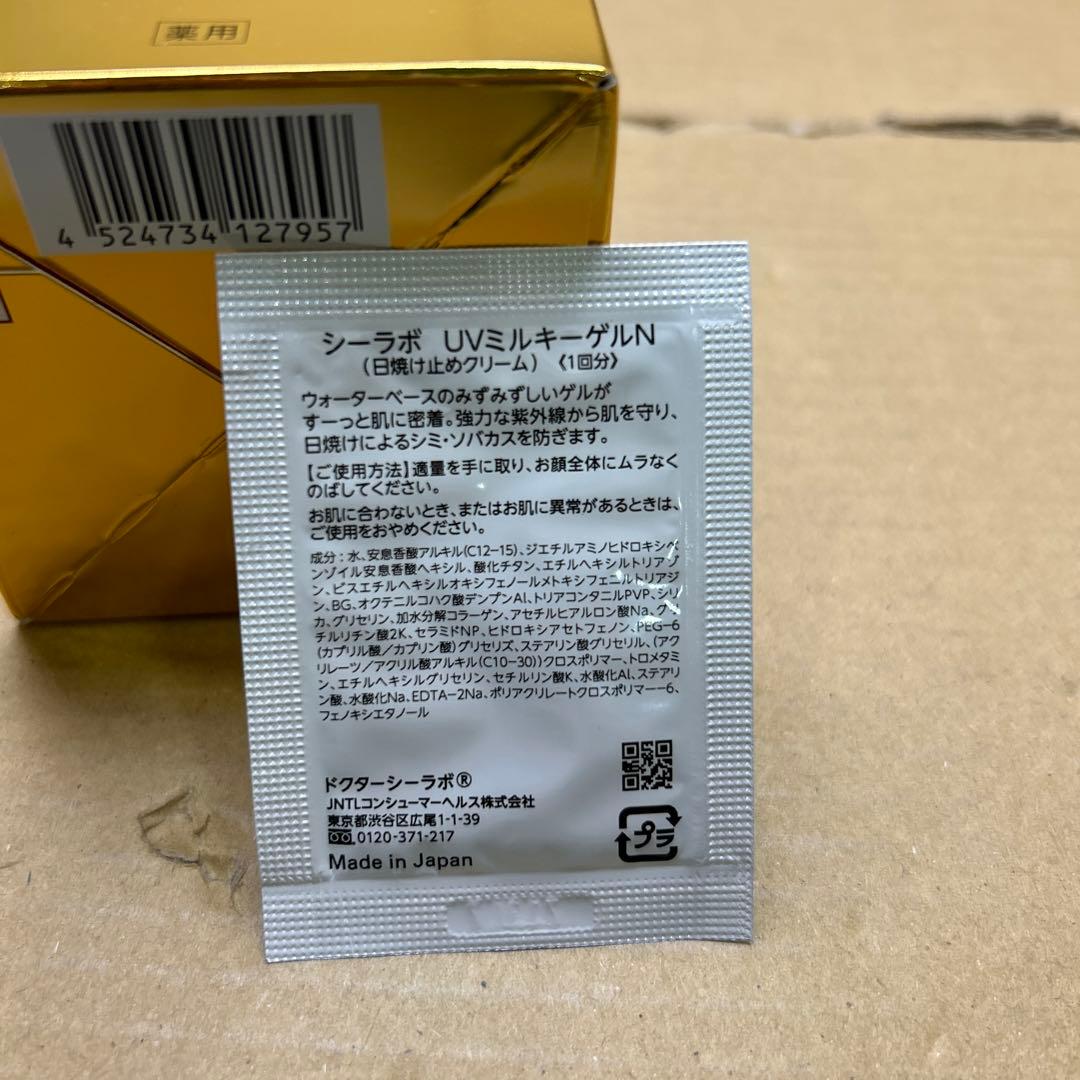 薬用
4 524734 127957
シーラボ UVミルキーゲルN
(日焼け止めクリーム) 《1回分》
ウォーターベースのみずみずしいゲルが
すーっと肌に密着。強力な紫外線から肌を守り、
日焼けによるシミ・ソバカスを防ぎます。
【ご使用方法】適量を手に取り、お顔全体にムラなく
のばしてください。
お肌に合わないとき、またはお肌に異常があるときは、
ご使用をおやめください。
成分:水、安息香酸アルキル(C12-15)、ジエチルアミノヒドロキシベ
ンゾイル安息香酸ヘキシル、酸化チタン、エチルヘキシルトリアゾ
ン、ビスエチルヘキシルオキシフェノールメトキシフェニルトリアジ
ン、BG、オクテニルコハク酸デンプンAl、トリアコンタニルPVP、シリ
カ、グリセリン、加水分解コラーゲン、アセチルヒアルロン酸Na、グリ
チルリチン酸2K、セラミドNP、ヒドロキシアセトフェノン、PEG-6
(カプリル酸/カプリン酸)グリセリズ、ステアリン酸グリセリル、(アク
リレーツ/アクリル酸アルキル(C10-30))クロスポリマー、トロメタミ
ン、エチルヘキシルグリセリン、セチルリン酸K、水酸化Al、ステアリ
ン酸、水酸化Na、EDTA-2Na、ポリアクリレートクロスポリマー-6、
フェノキシエタノール
ドクターシーラボ®
JNTLコンシューマーヘルス株式会社
東京都渋谷区広尾1-1-39
0120-371-217
Made in Japan
プラ